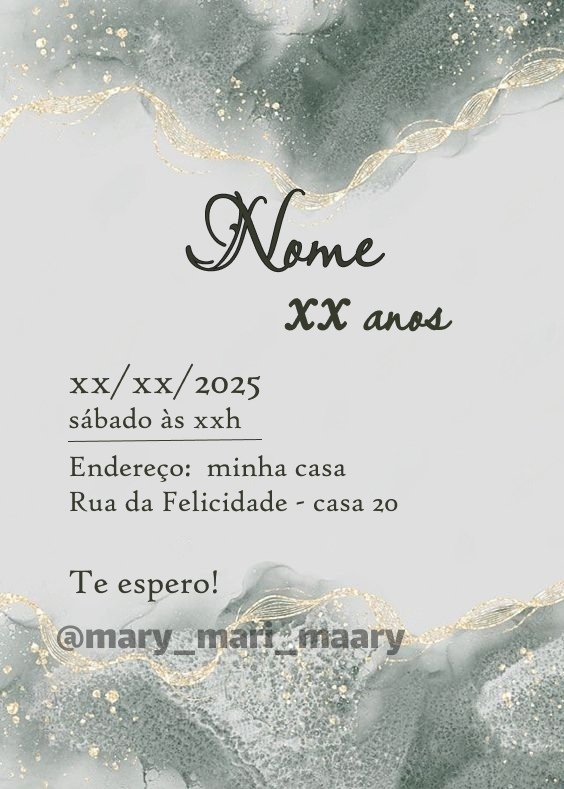 Nome
xx anos
xx/xx/2025
sábado às xxh
Endereço: minha casa
Rua da Felicidade - casa 20
Te espero!
@mary_mari_maary